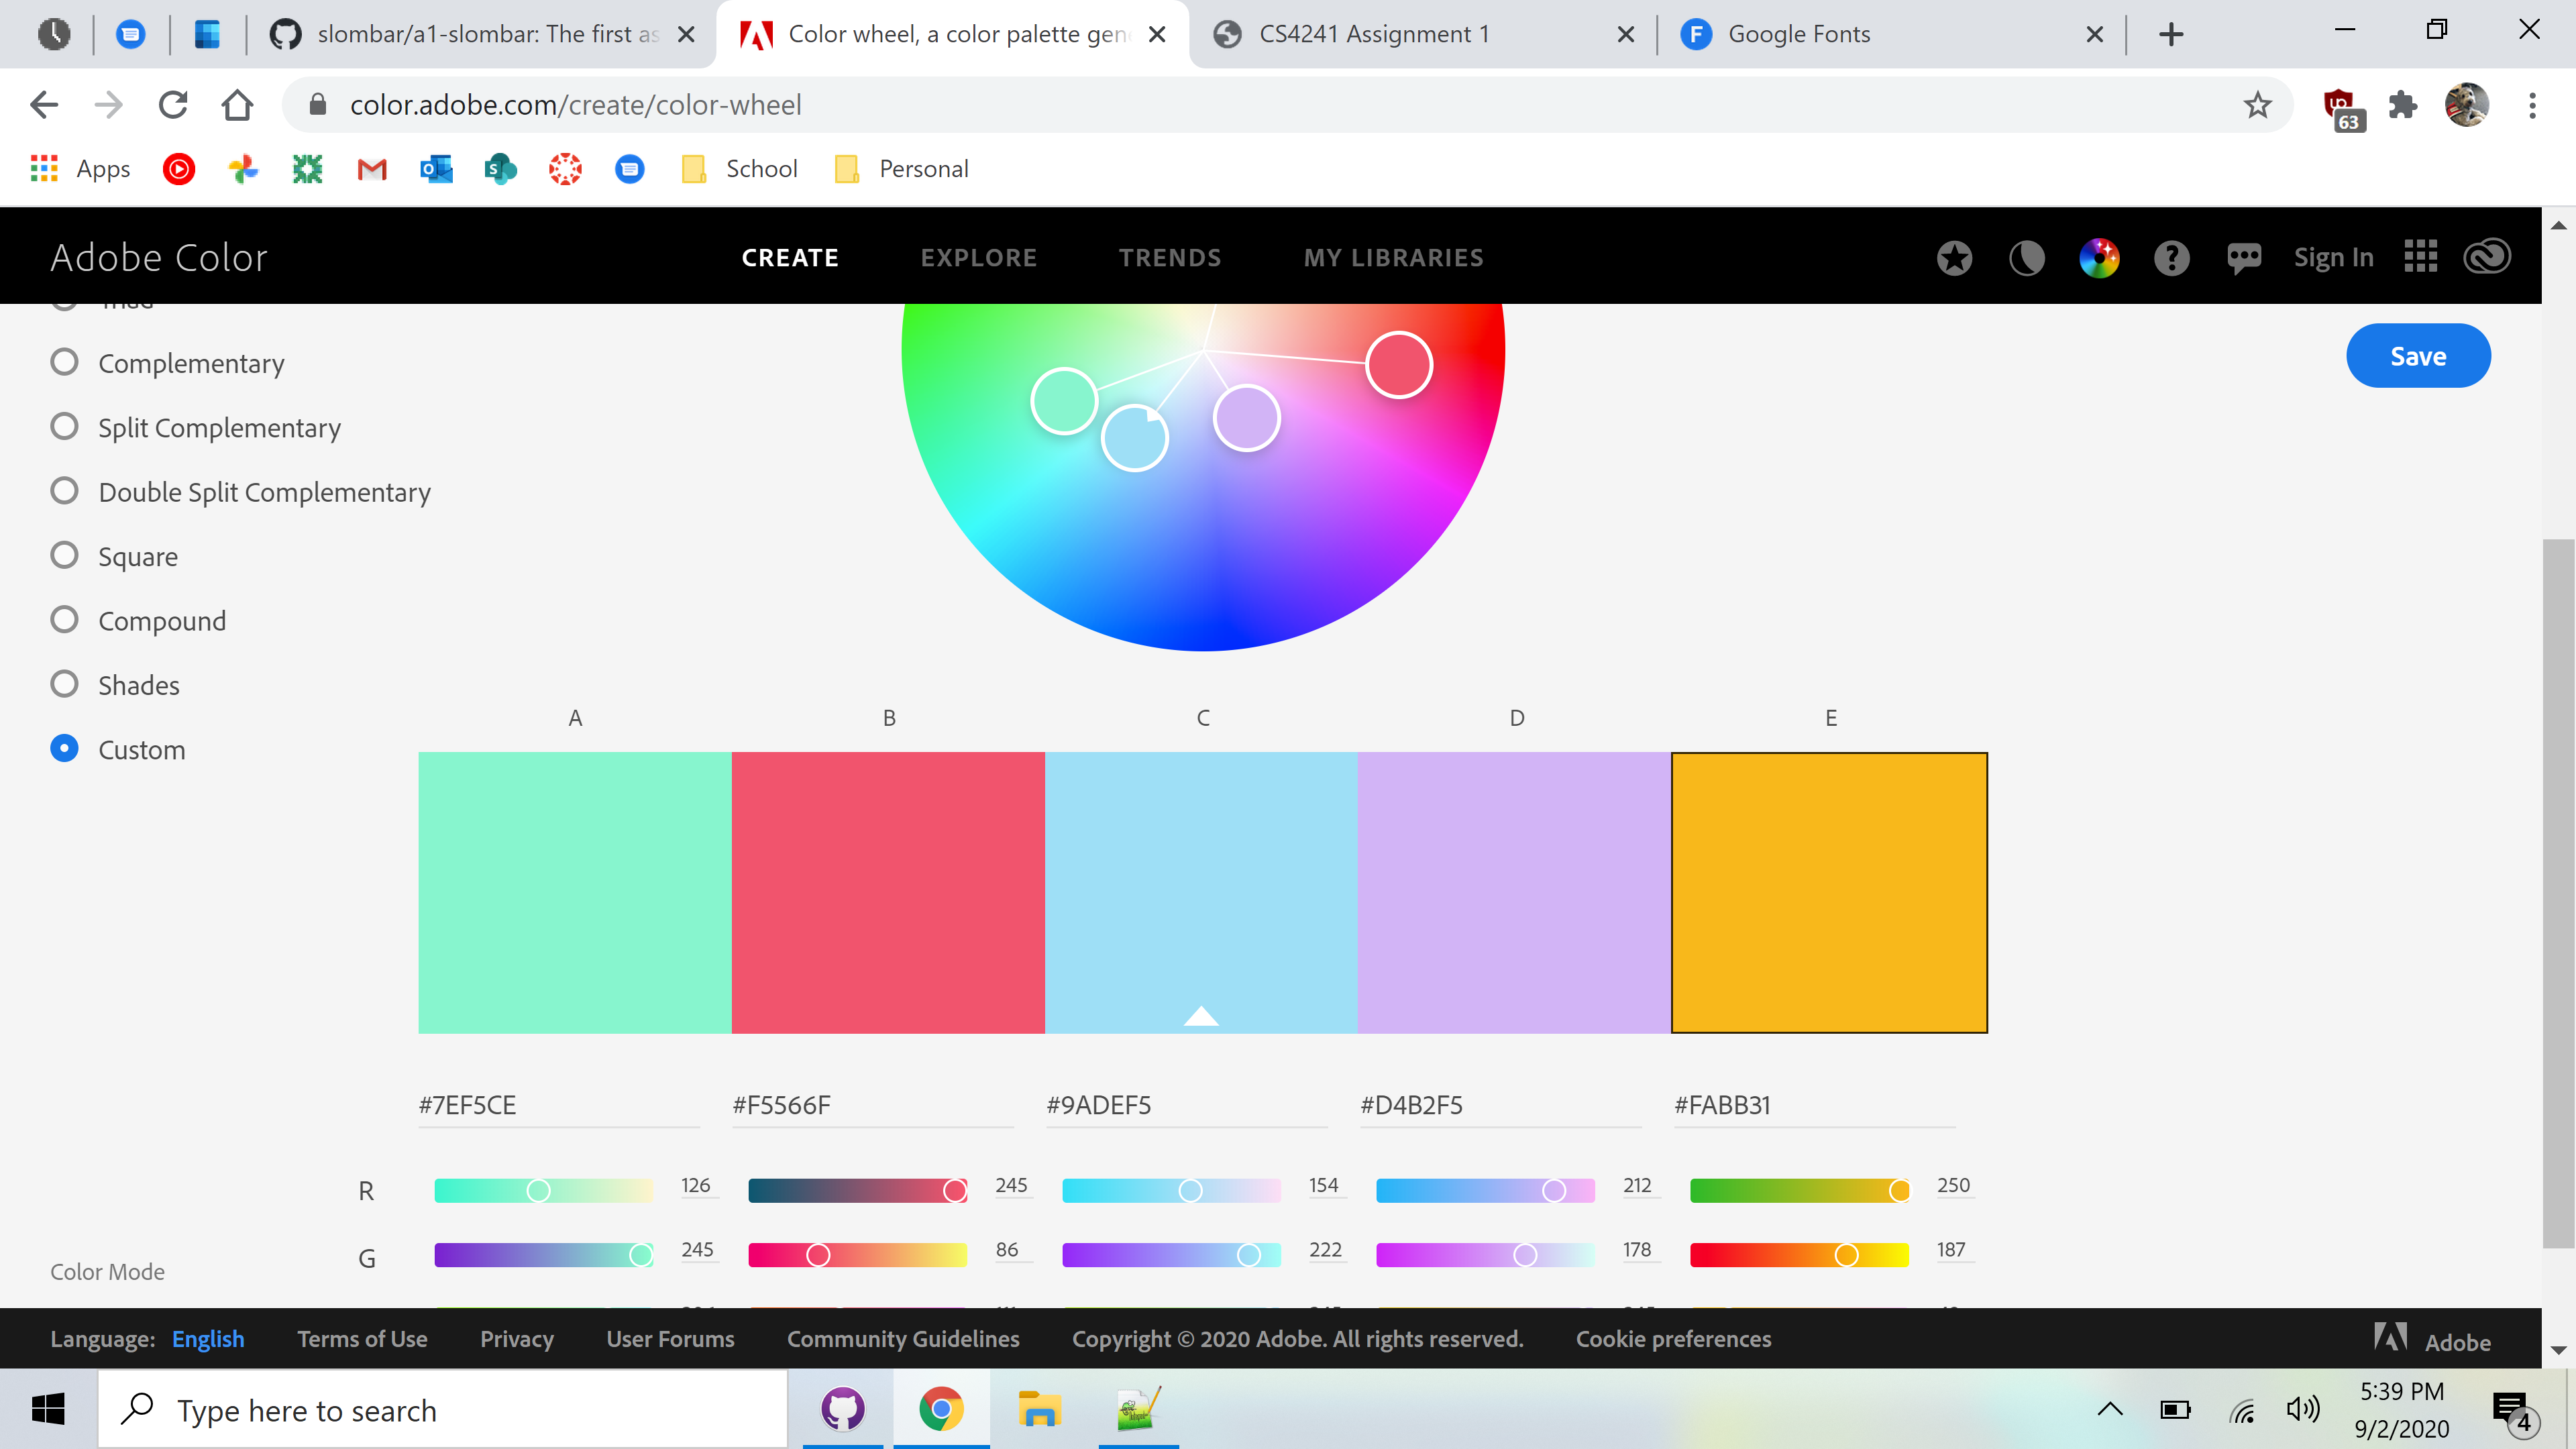 slombar/a1-slombar: The first as
Color wheel, a color palette gen
CS4241 Assignment 1
F Google Fonts
color.adobe.com/create/color-wheel
63
Apps
School
Personal
Adobe Color
CREATE
EXPLORE
TRENDS
MY LIBRARIES
Sign In
Complementary
Save
Split Complementary
Double Split Complementary
Square
Compound
Shades
Custom
A B C D E
#7EF5CE #F5566F #9ADEF5 #D4B2F5 #FABB31
R 126 245 154 212 250
G 245 86 222 178 187
Color Mode
Language: English Terms of Use Privacy User Forums Community Guidelines Copyright © 2020 Adobe. All rights reserved. Cookie preferences Adobe
Type here to search
5:39 PM
9/2/2020
4